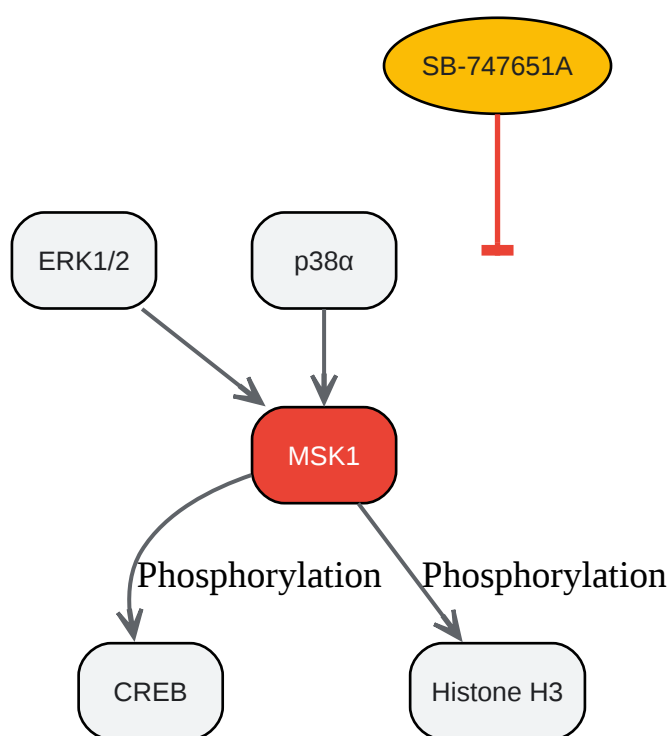 SB-747651A
ERK1/2
p38α
MSK1
Phosphorylation
Phosphorylation
CREB
Histone H3